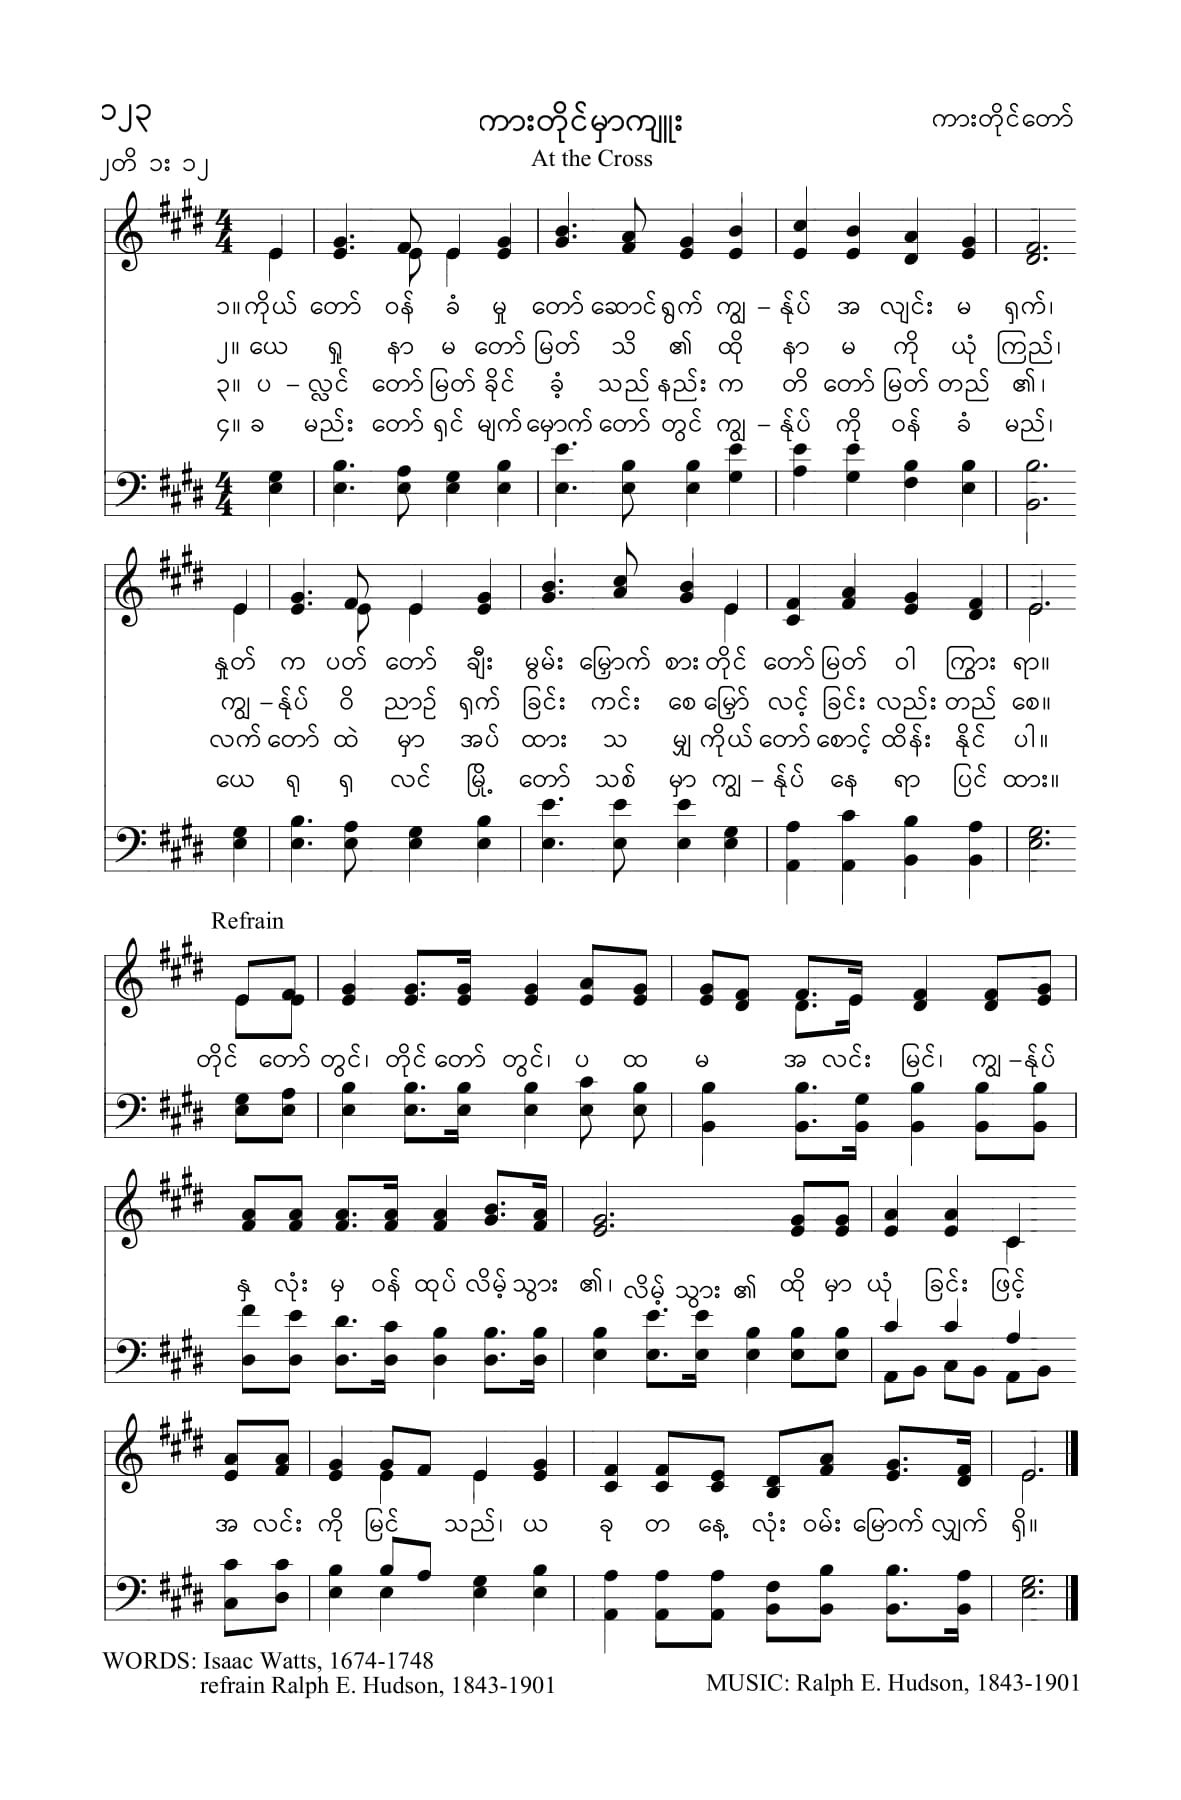 ၁၂၃ ကားတိုင်မှာကျူး ကားတိုင်တော်
၂တိ ၁း ၁၂ At the Cross
၁။ ကိုယ် တော် ဝန် ခံ မှု တော် ဆောင် ရွက် ကျွ – န်ုပ် အ လျင်း မ ရှက်၊
၂။ ယေ ရှု နာ မ တော် မြတ် သိ ၏ ထို နာ မ ကို ယုံ ကြည်၊
၃။ ပ – လ္လင် တော် မြတ် ခိုင် ခံ့ သည် နည်း က တိ တော် မြတ် တည် ၏၊
၄။ ခ မည်း တော် ရှင် မျက် မှောက် တော် တွင် ကျွ – န်ုပ် ကို ဝန် ခံ မည်၊
နှုတ် က ပတ် တော် ချီး မွမ်း မြှောက် စား တိုင် တော် မြတ် ဝါ ကြွား ရာ။
ကျွ – န်ုပ် ဝိ ညာဉ် ရှက် ခြင်း ကင်း စေ မြှော် လင့် ခြင်း လည်း တည် စေ။
လက် တော် ထဲ မှာ အပ် ထား သ မျှ ကိုယ် တော် စောင့် ထိန်း နိုင် ပါ။
ယေ ရု ရှ လင် မြို့ တော် သစ် မှာ ကျွ – န်ုပ် နေ ရာ ပြင် ထား။
Refrain
တိုင် တော် တွင်၊ တိုင် တော် တွင်၊ ပ ထ မ အ လင်း မြင်၊ ကျွ – န်ုပ်
နှ လုံး မှ ဝန် ထုပ် လိမ့် သွား ၏၊ လိမ့် သွား ၏ ထို မှာ ယုံ ခြင်း ဖြင့်
အ လင်း ကို မြင် သည်၊ ယ ခု တ နေ့ လုံး ဝမ်း မြောက် လျှက် ရှိ။
WORDS: Isaac Watts, 1674-1748
refrain Ralph E. Hudson, 1843-1901 MUSIC: Ralph E. Hudson, 1843-1901